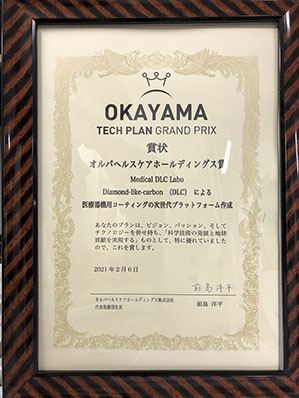 OKAYAMA
TECH PLAN GRAND PRIX
賞状
オルバヘルスケアホールディングス賞
Medical DLC Labo
Diamond-like-carbon (DLC) による
医療器機用コーティングの次世代プラットフォーム作成
あなたのプランは、ビジョン、パッション、そして
テクノロジーを併せ持ち、「科学技術の発展と地球
貢献を実現する」ものとして、特に優れていました
ので、これを賞します。
2021年2月6日
前島洋平
オルバヘルスケアホールディングス株式会社
代表取締役社長
前島 洋平